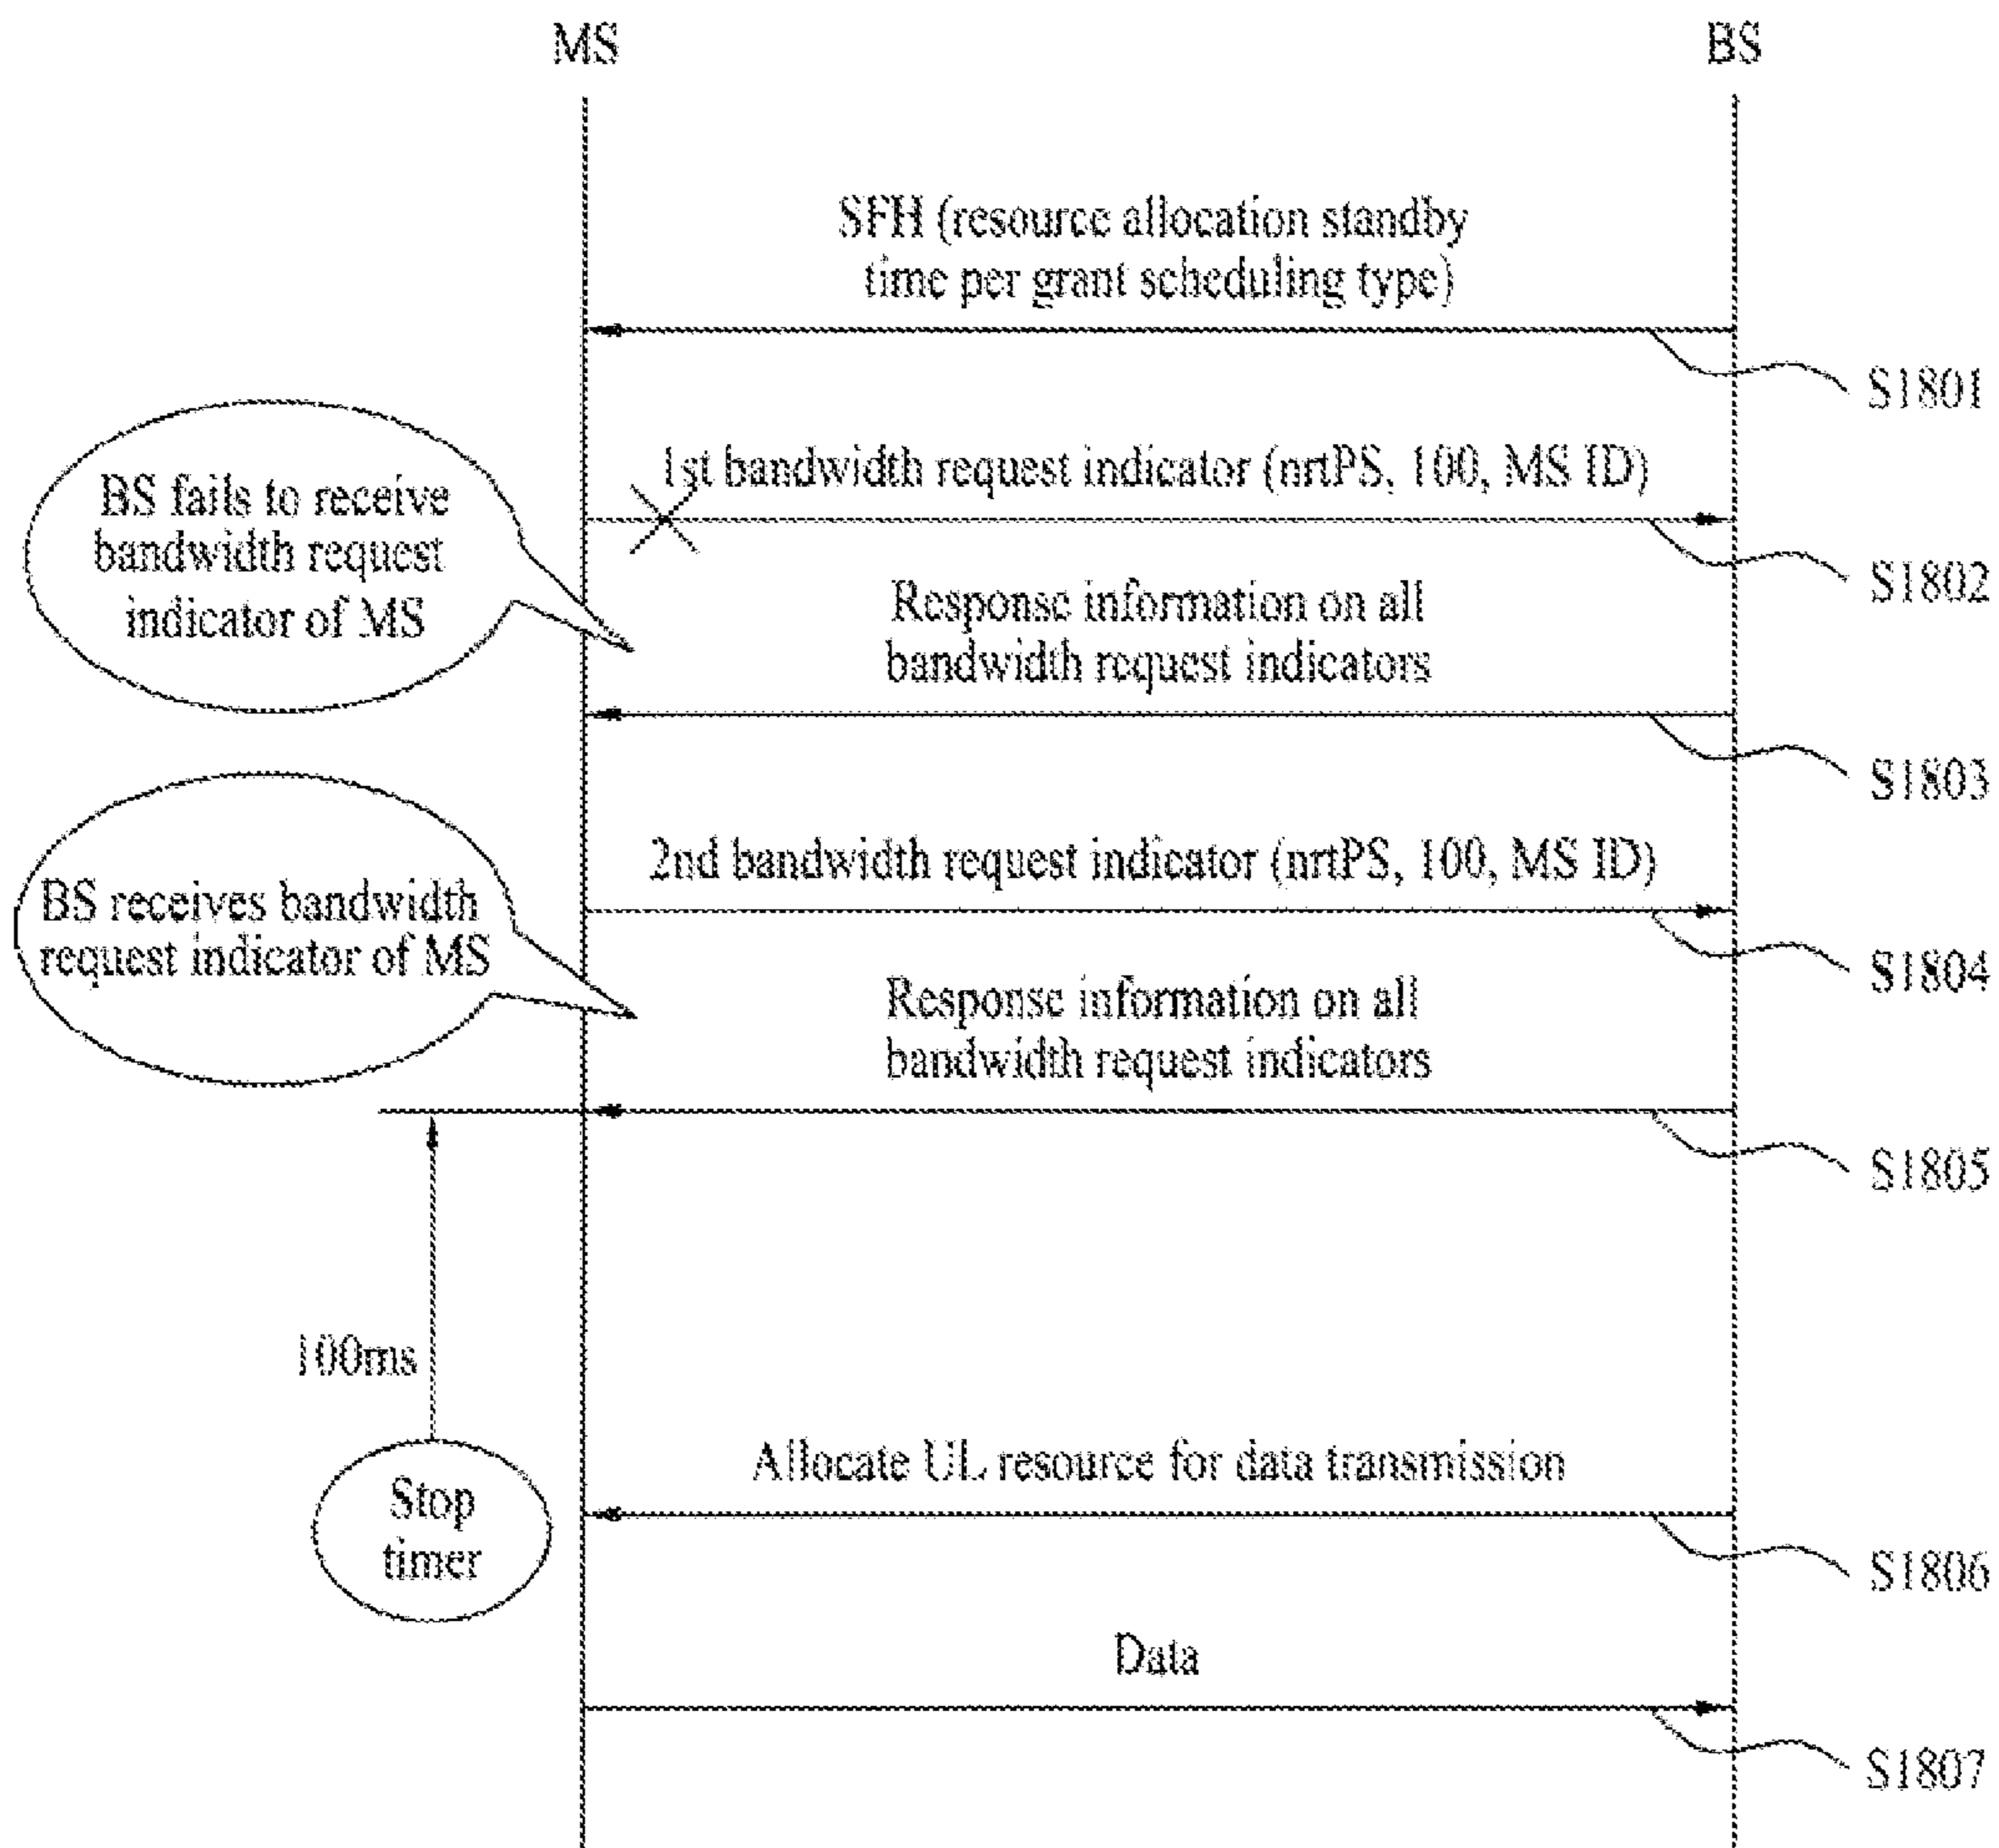 MS
BS
SFH (resource allocation standby
time per grant scheduling type)
S1801
1st bandwidth request indicator (nrtPS, 100, MS ID)
BS fails to receive
bandwidth request
indicator of MS
S1802
Response information on all
bandwidth request indicators
S1803
2nd bandwidth request indicator (nrtPS, 100, MS ID)
BS receives bandwidth
request indicator of MS
S1804
Response information on all
bandwidth request indicators
S1805
100ms
Allocate UL resource for data transmission
Stop
timer
S1806
Data
S1807